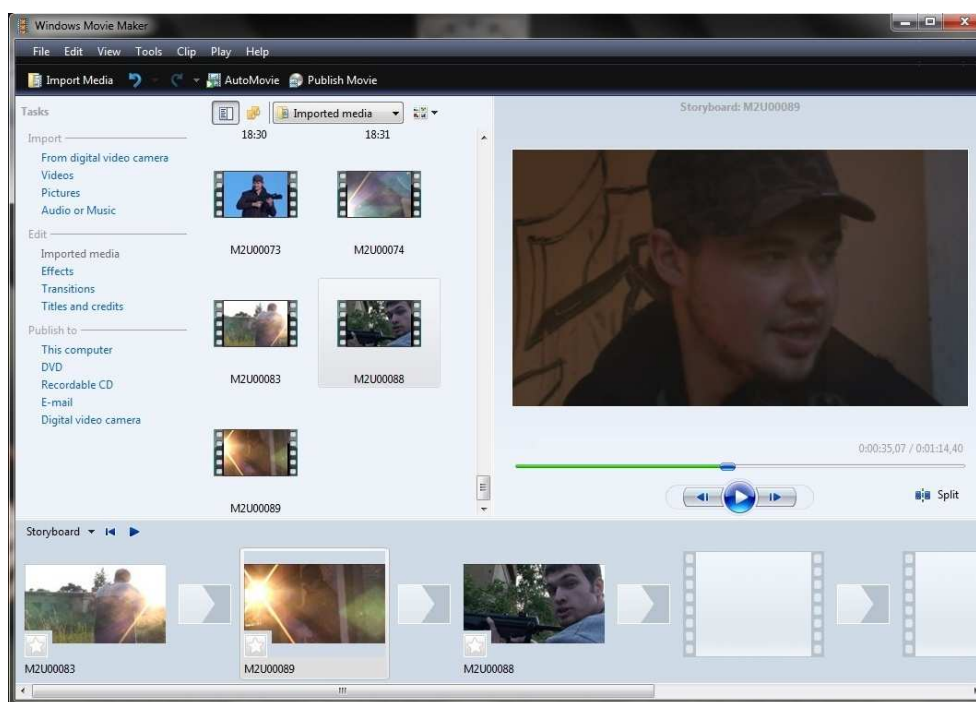 Windows Movie Maker
File Edit View Tools Clip Play Help
Import Media AutoMovie Publish Movie
Tasks
Import
From digital video camera
Videos
Pictures
Audio or Music
Edit
Imported media
Effects
Transitions
Titles and credits
Publish to
This computer
DVD
Recordable CD
E-mail
Digital video camera
Imported media
18:30 18:31
M2U00073 M2U00074
M2U00083 M2U00088
M2U00089
Storyboard: M2U00089
0:00:35,07 / 0:01:14,40
Split
Storyboard
M2U00083 M2U00089 M2U00088